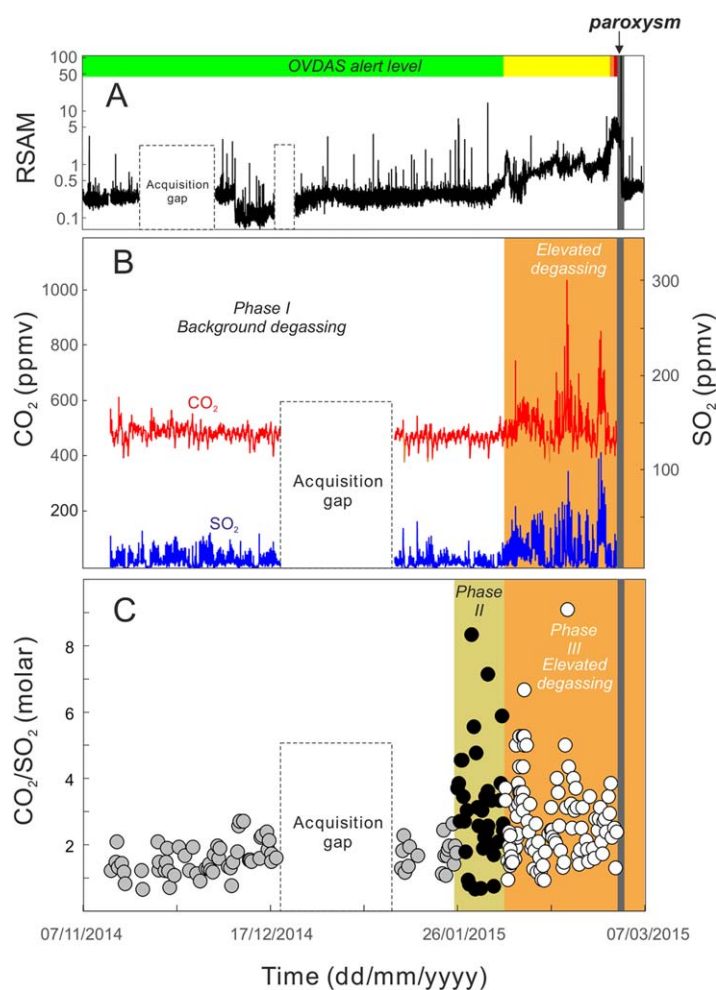 paroxysm
OVDAS alert level
A
RSAM
100
50
10
5
1
0.5
0.1
Acquisition
gap
B
CO₂ (ppmv)
1000
800
600
400
200
Phase I
Background degassing
Elevated
degassing
CO₂
SO₂
Acquisition
gap
300
200
100
SO₂ (ppmv)
C
CO₂/SO₂ (molar)
8
6
4
2
Acquisition
gap
Phase
II
Phase
III
Elevated
degassing
07/11/2014
17/12/2014
26/01/2015
07/03/2015
Time (dd/mm/yyyy)